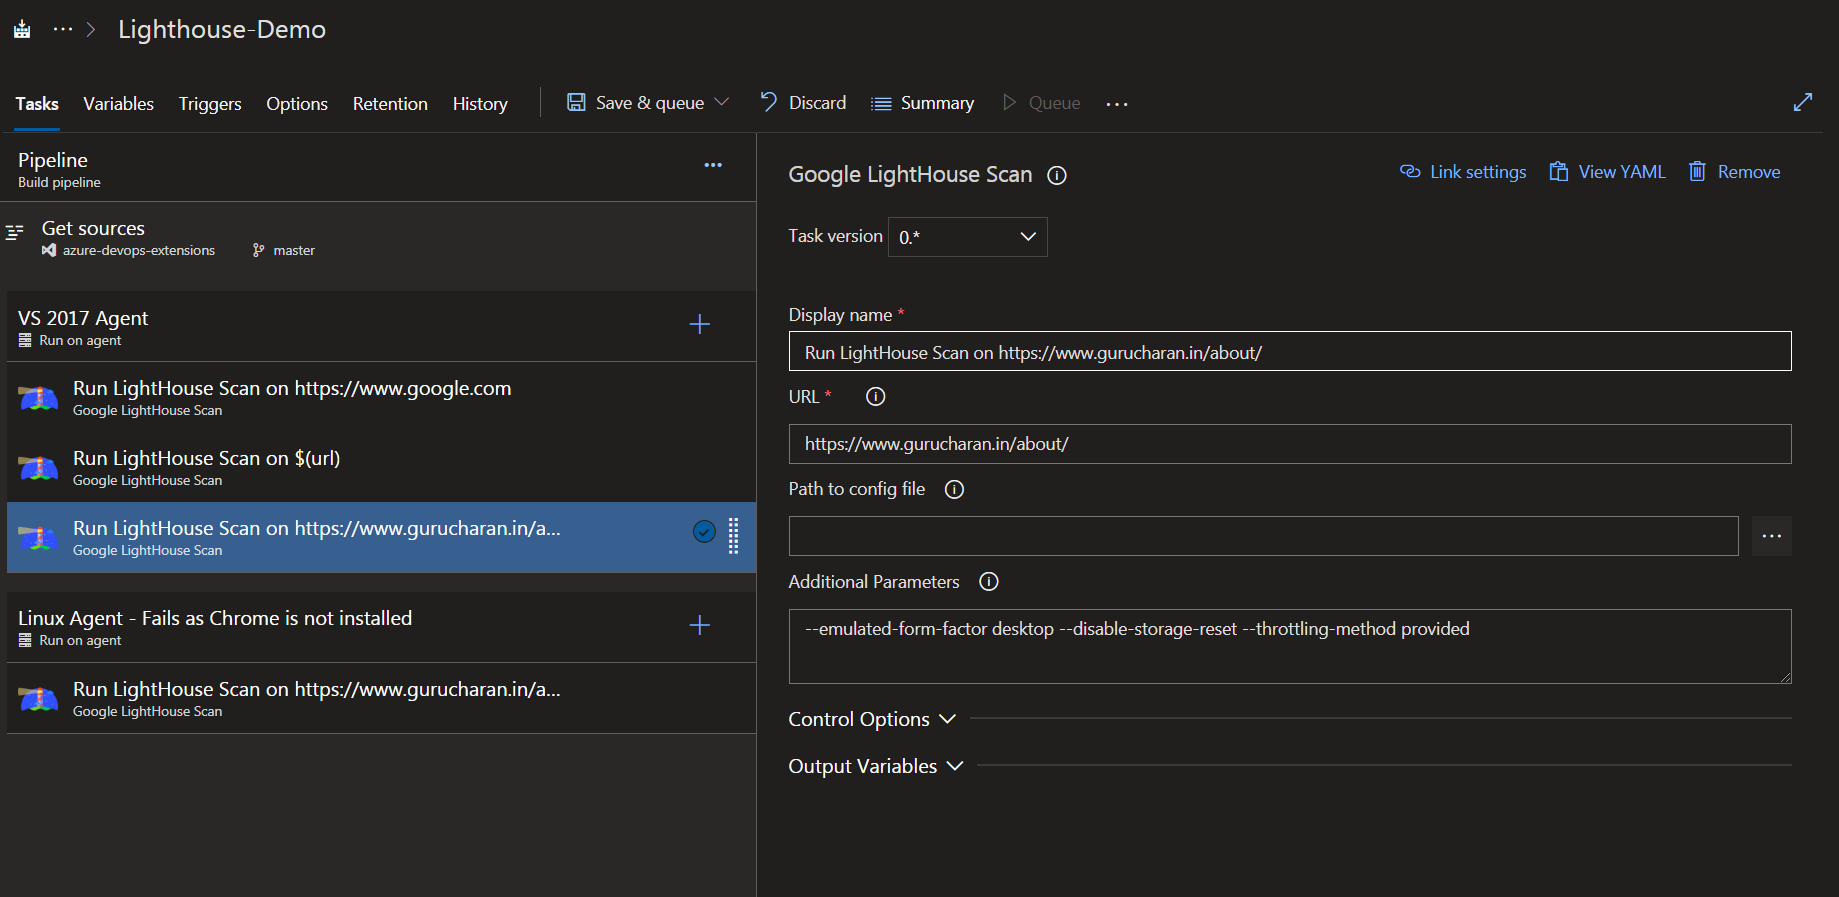 ··· > Lighthouse-Demo
Tasks Variables Triggers Options Retention History Save & queue Discard Summary Queue ···
Pipeline ···
Build pipeline
Get sources
azure-devops-extensions master
VS 2017 Agent
Run on agent
Run LightHouse Scan on https://www.google.com
Google LightHouse Scan
Run LightHouse Scan on $(url)
Google LightHouse Scan
Run LightHouse Scan on https://www.gurucharan.in/a...
Google LightHouse Scan
Linux Agent - Fails as Chrome is not installed
Run on agent
Run LightHouse Scan on https://www.gurucharan.in/a...
Google LightHouse Scan
Google LightHouse Scan Link settings View YAML Remove
Task version 0.*
Display name *
Run LightHouse Scan on https://www.gurucharan.in/about/
URL *
https://www.gurucharan.in/about/
Path to config file
···
Additional Parameters
--emulated-form-factor desktop --disable-storage-reset --throttling-method provided
Control Options
Output Variables